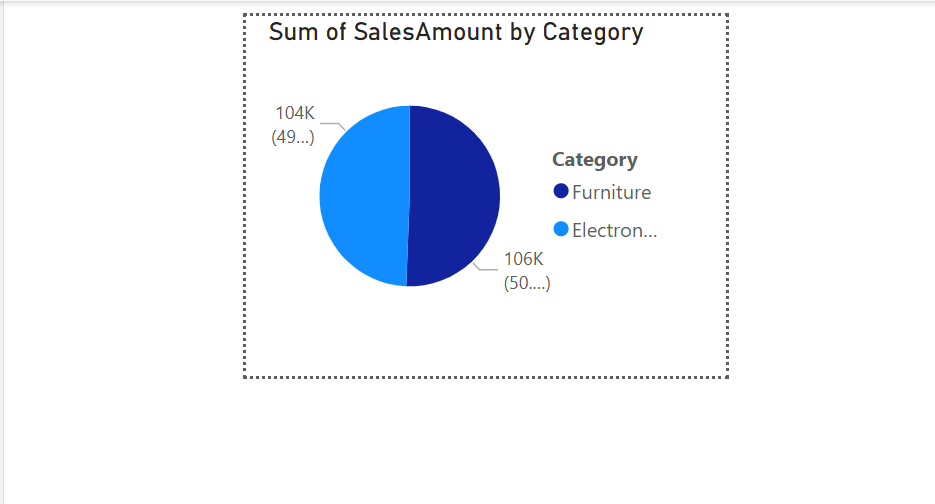 Sum of SalesAmount by Category
104K
(49...)
Category
Furniture
Electron...
106K
(50....)